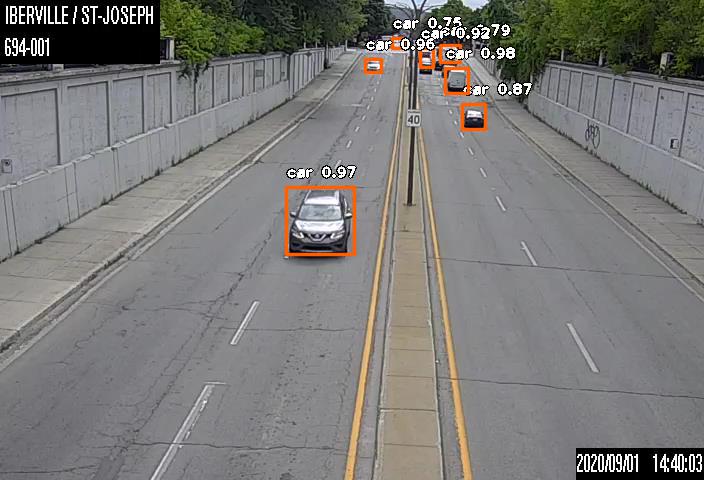 IBERVILLE / ST-JOSEPH
694-001
car 0.75
car 0.92
.79
car 0.96
car 0.98
car 0.87
40
car 0.97
2020/09/01 14:40:03